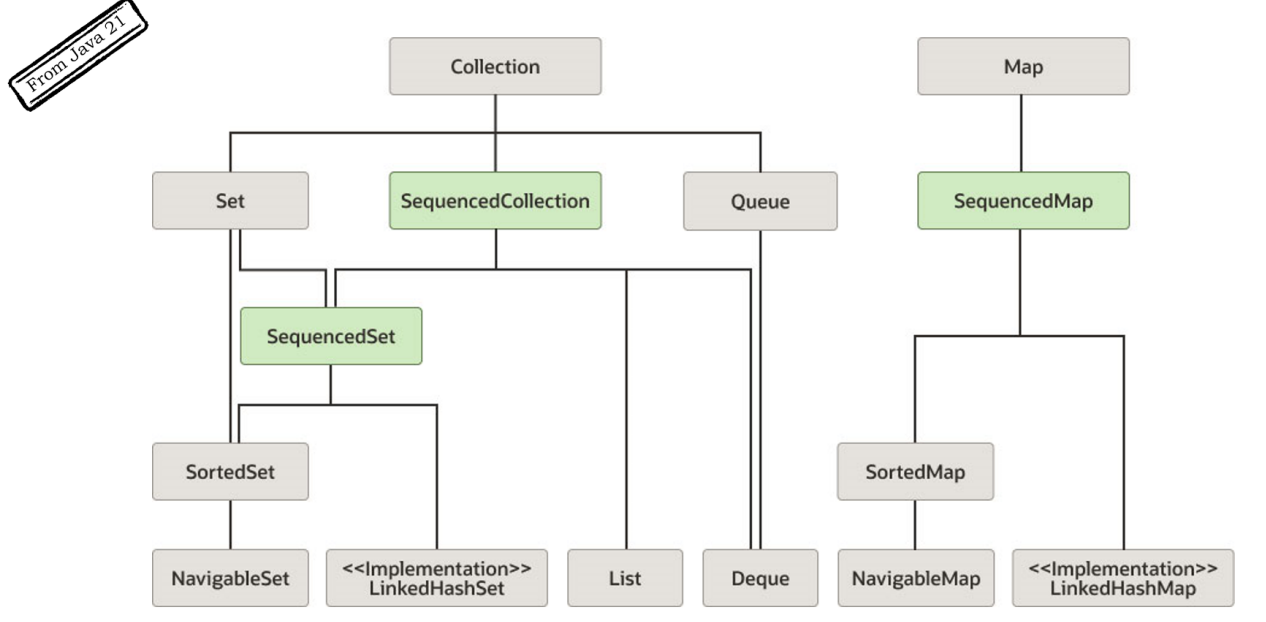 From Java 21
Collection
Map
Set
SequencedCollection
Queue
SequencedMap
SequencedSet
SortedSet
SortedMap
NavigableSet
<<Implementation>>
LinkedHashSet
List
Deque
NavigableMap
<<Implementation>>
LinkedHashMap